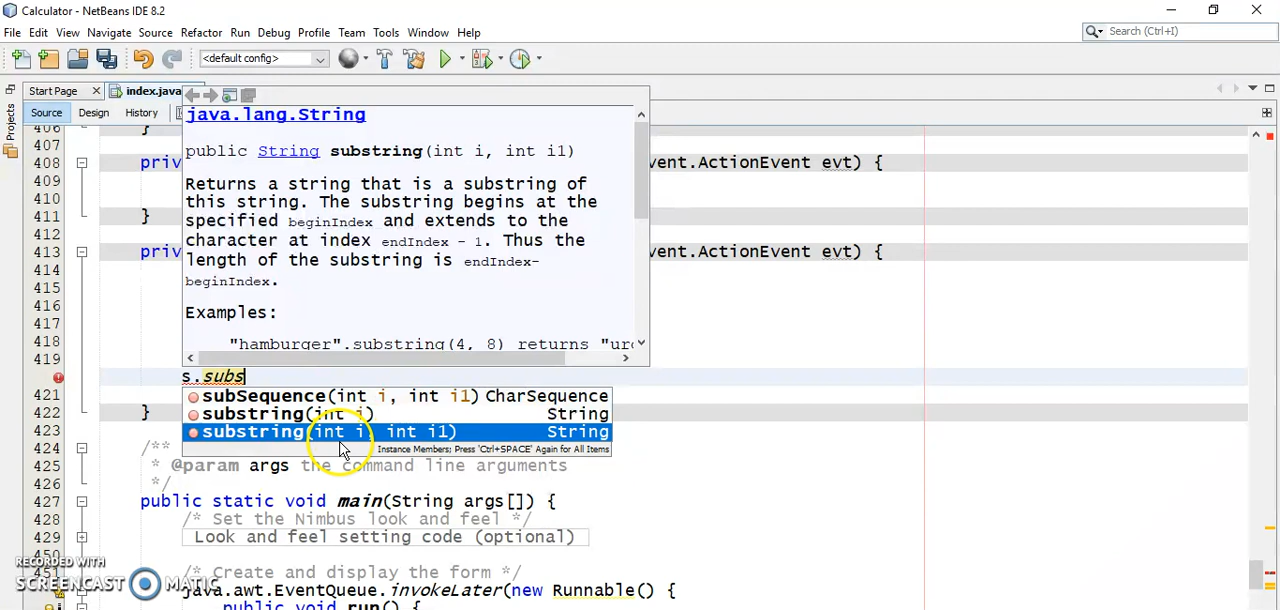 Calculator - NetBeans IDE 8.2
File Edit View Navigate Source Refactor Run Debug Profile Team Tools Window Help
Search (Ctrl+I)
<default config>
Start Page
index.java
Source Design History
Projects
java.lang.String
public String substring(int i, int i1)
Returns a string that is a substring of
this string. The substring begins at the
specified beginIndex and extends to the
character at index endIndex - 1. Thus the
length of the substring is endIndex-
beginIndex.
Examples:
"hamburger".substring(4, 8) returns "urg
406 }
407
408 priv vent.ActionEvent evt) {
409
410
411 }
412
413 priv vent.ActionEvent evt) {
414
415
416
417
418
419
s.subs
subSequence(int i, int i1) CharSequence
substring(int i) String
substring(int i, int i1) String
Instance Members; Press 'Ctrl+SPACE' Again for All Items
421
422 }
423
424 /**
425 * @param args the command line arguments
426 */
427 public static void main(String args[]) {
428 /* Set the Nimbus look and feel */
429 Look and feel setting code (optional)
450
451 /* Create and display the form */
java.awt.EventQueue.invokeLater(new Runnable() {
public void run() {
RECORDED WITH
SCREENCAST MATIC